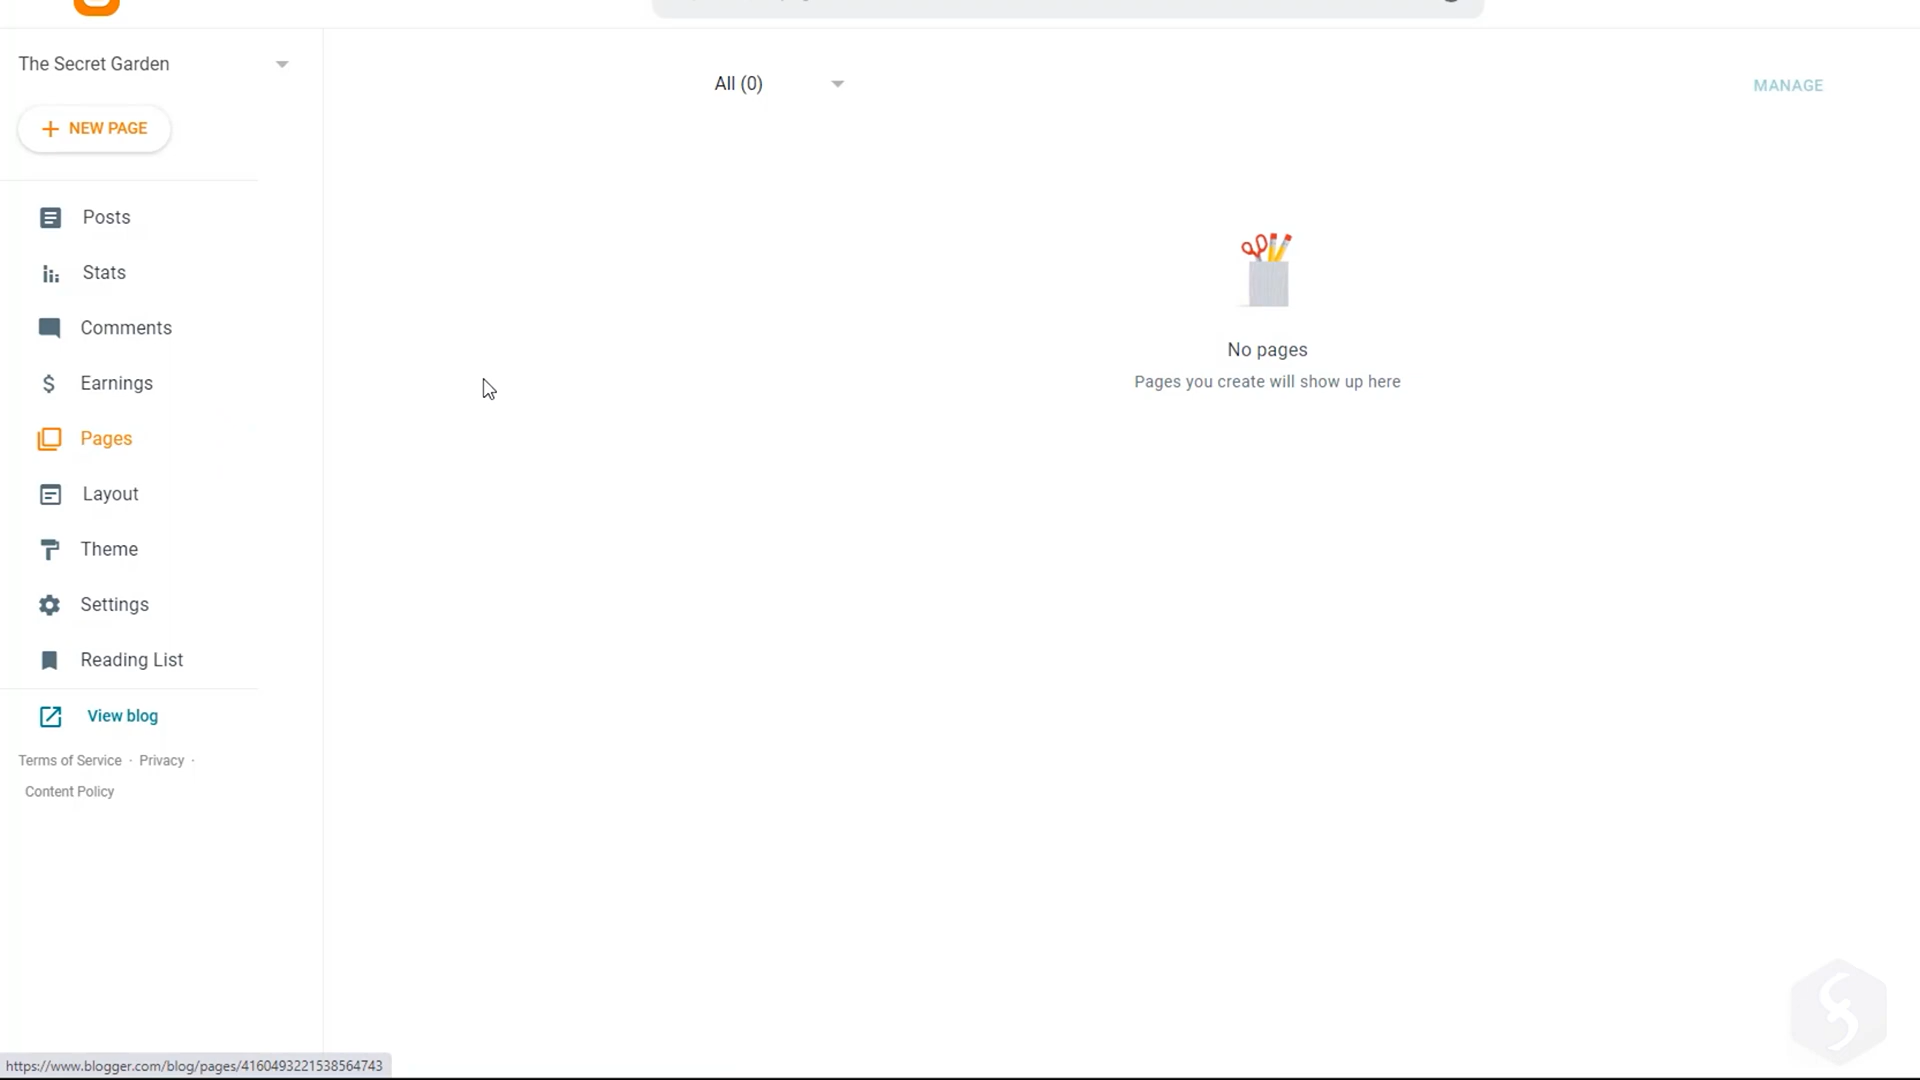 The Secret Garden
All (0)
MANAGE
NEW PAGE
Posts
Stats
Comments
Earnings
Pages
Layout
Theme
Settings
Reading List
View blog
Terms of Service · Privacy ·
Content Policy
No pages
Pages you create will show up here
https://www.blogger.com/blog/pages/4160493221538564743